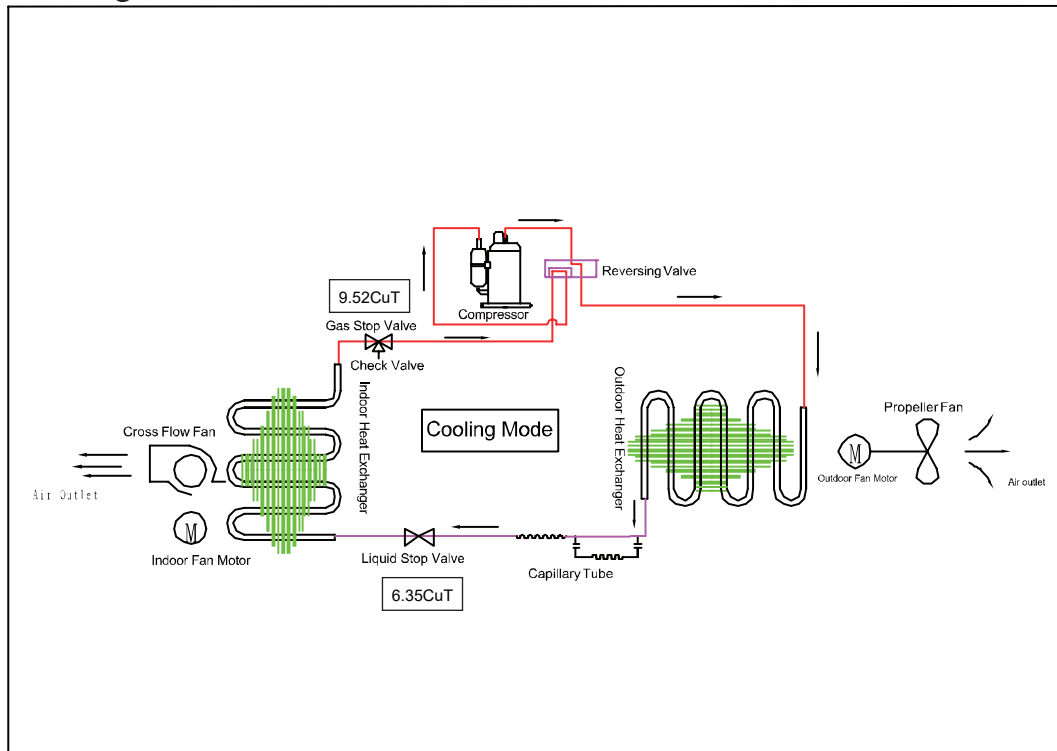 Reversing Valve
9.52CuT
Compressor
Gas Stop Valve
Check Valve
Indoor Heat Exchanger
Outdoor Heat Exchanger
Cooling Mode
Cross Flow Fan
Air Outlet
M
Indoor Fan Motor
Propeller Fan
M
Outdoor Fan Motor
Air outlet
Liquid Stop Valve
Capillary Tube
6.35CuT